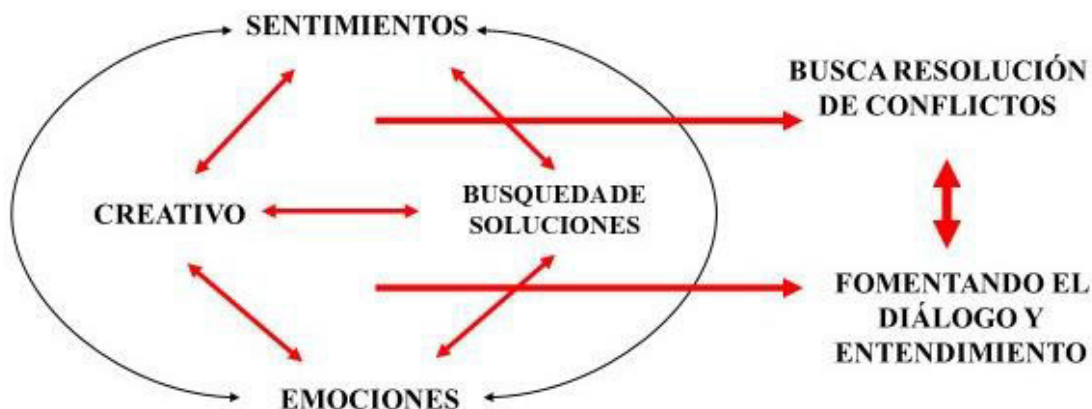 SENTIMIENTOS
BUSCA RESOLUCIÓN
DE CONFLICTOS
CREATIVO
BUSQUEDA DE
SOLUCIONES
FOMENTANDO EL
DIÁLOGO Y
ENTENDIMIENTO
EMOCIONES